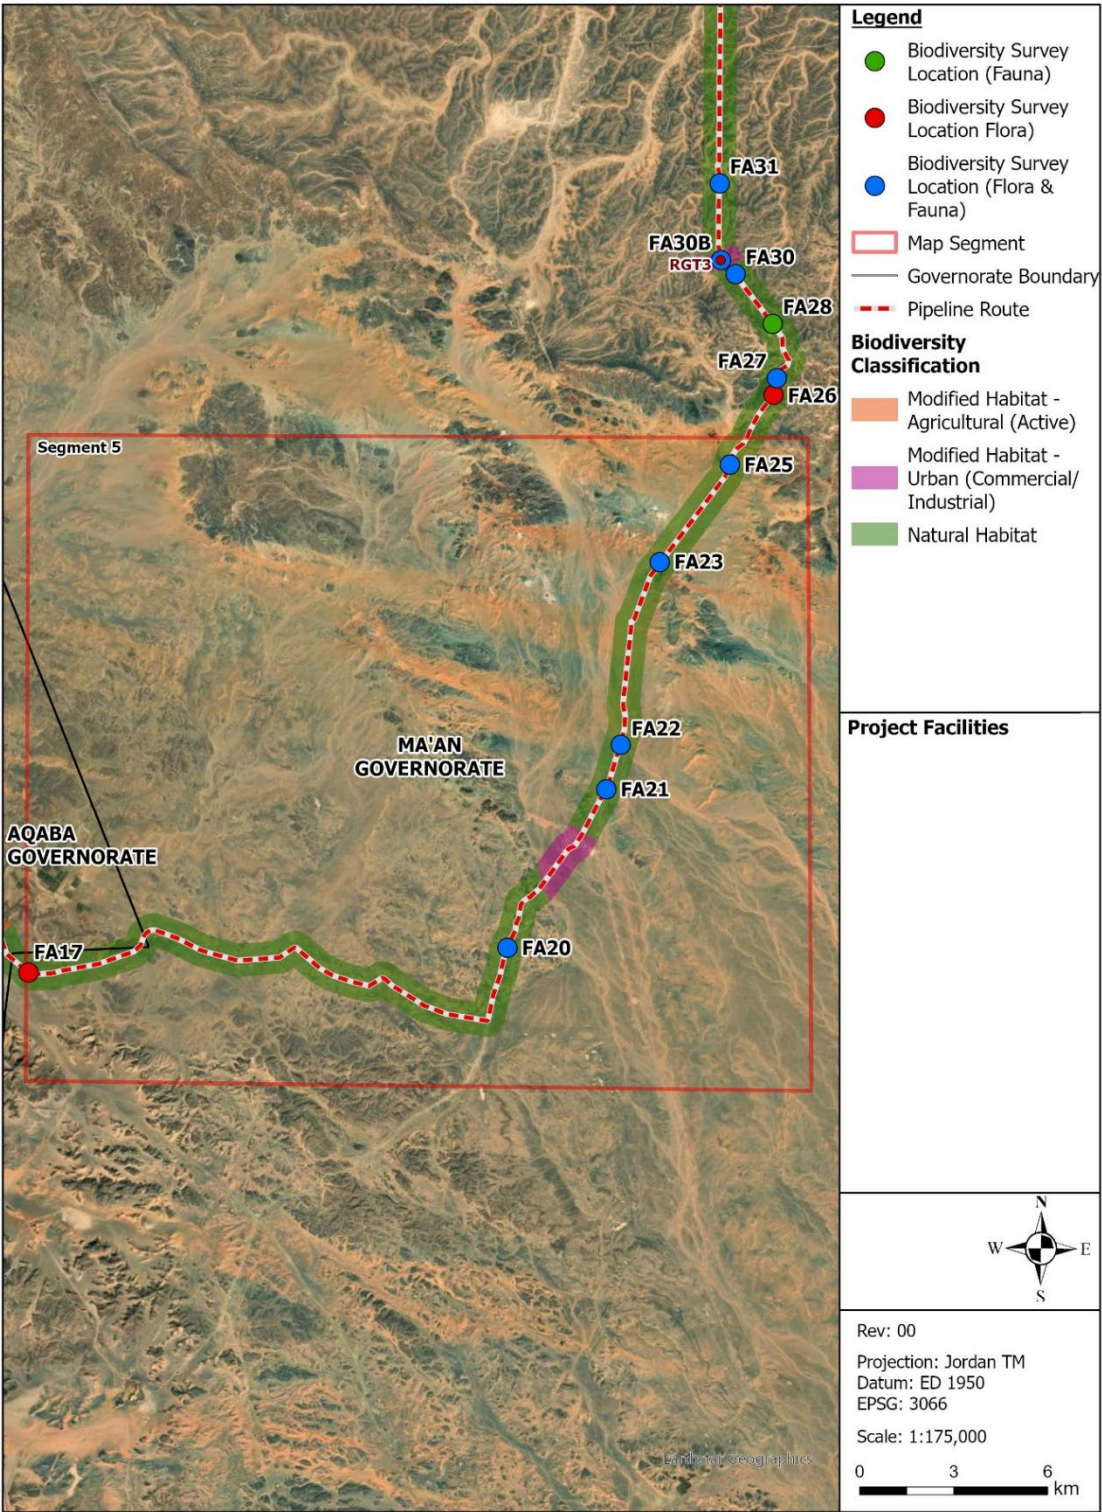 FA31
FA30B
RGT3
FA30
FA28
FA27
FA26
Segment 5
FA25
FA23
FA22
MA'AN
GOVERNORATE
FA21
AQABA
GOVERNORATE
FA17
FA20
Earthstar Geographics
Legend
Biodiversity Survey
Location (Fauna)
Biodiversity Survey
Location Flora)
Biodiversity Survey
Location (Flora &
Fauna)
Map Segment
Governorate Boundary
Pipeline Route
Biodiversity
Classification
Modified Habitat -
Agricultural (Active)
Modified Habitat -
Urban (Commercial/
Industrial)
Natural Habitat
Project Facilities
N
W E
S
Rev: 00
Projection: Jordan TM
Datum: ED 1950
EPSG: 3066
Scale: 1:175,000
0 3 6
km